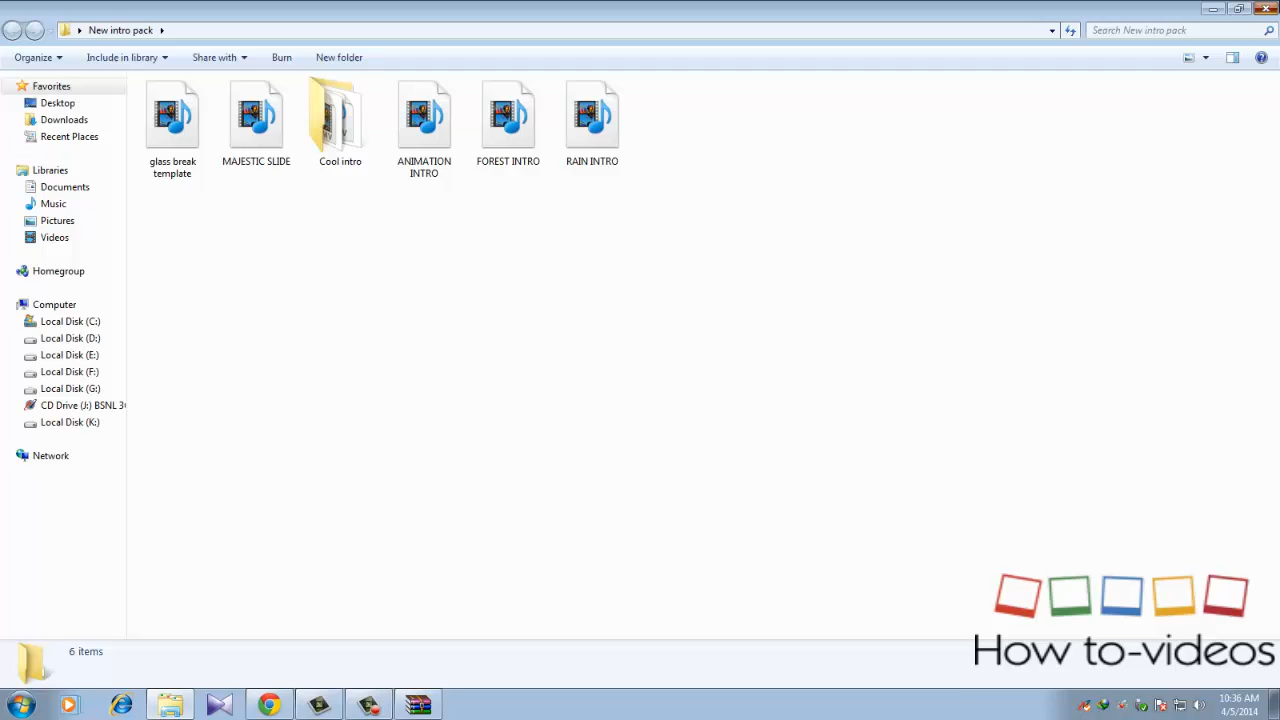 New intro pack
Search New intro pack
Organize Include in library Share with Burn New folder
Favorites
Desktop
Downloads
Recent Places
Libraries
Documents
Music
Pictures
Videos
Homegroup
Computer
Local Disk (C:)
Local Disk (D:)
Local Disk (E:)
Local Disk (F:)
Local Disk (G:)
CD Drive (J:) BSNL 3
Local Disk (K:)
Network
glass break
template
MAJESTIC SLIDE
Cool intro
ANIMATION
INTRO
FOREST INTRO
RAIN INTRO
How to-videos
6 items
10:36 AM
4/5/2014